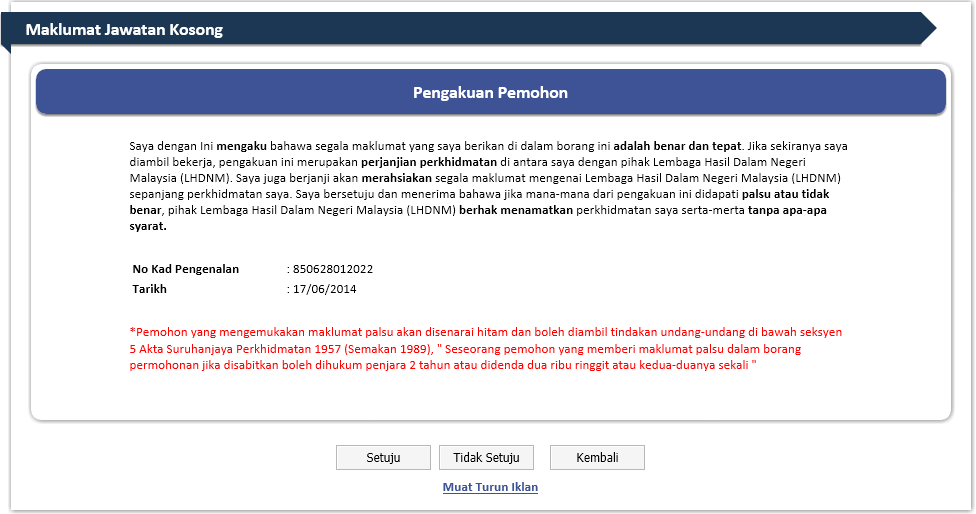 Maklumat Jawatan Kosong
Pengakuan Pemohon
Saya dengan Ini mengaku bahawa segala maklumat yang saya berikan di dalam borang ini adalah benar dan tepat. Jika sekiranya saya
diambil bekerja, pengakuan ini merupakan perjanjian perkhidmatan di antara saya dengan pihak Lembaga Hasil Dalam Negeri
Malaysia (LHDNM). Saya juga berjanji akan merahsiakan segala maklumat mengenai Lembaga Hasil Dalam Negeri Malaysia (LHDNM)
sepanjang perkhidmatan saya. Saya bersetuju dan menerima bahawa jika mana-mana dari pengakuan ini didapati palsu atau tidak
benar, pihak Lembaga Hasil Dalam Negeri Malaysia (LHDNM) berhak menamatkan perkhidmatan saya serta-merta tanpa apa-apa
syarat.
No Kad Pengenalan : 850628012022
Tarikh : 17/06/2014
*Pemohon yang mengemukakan maklumat palsu akan disenarai hitam dan boleh diambil tindakan undang-undang di bawah seksyen
5 Akta Suruhanjaya Perkhidmatan 1957 (Semakan 1989), " Seseorang pemohon yang memberi maklumat palsu dalam borang
permohonan jika disabitkan boleh dihukum penjara 2 tahun atau didenda dua ribu ringgit atau kedua-duanya sekali "
Setuju Tidak Setuju Kembali
Muat Turun Iklan